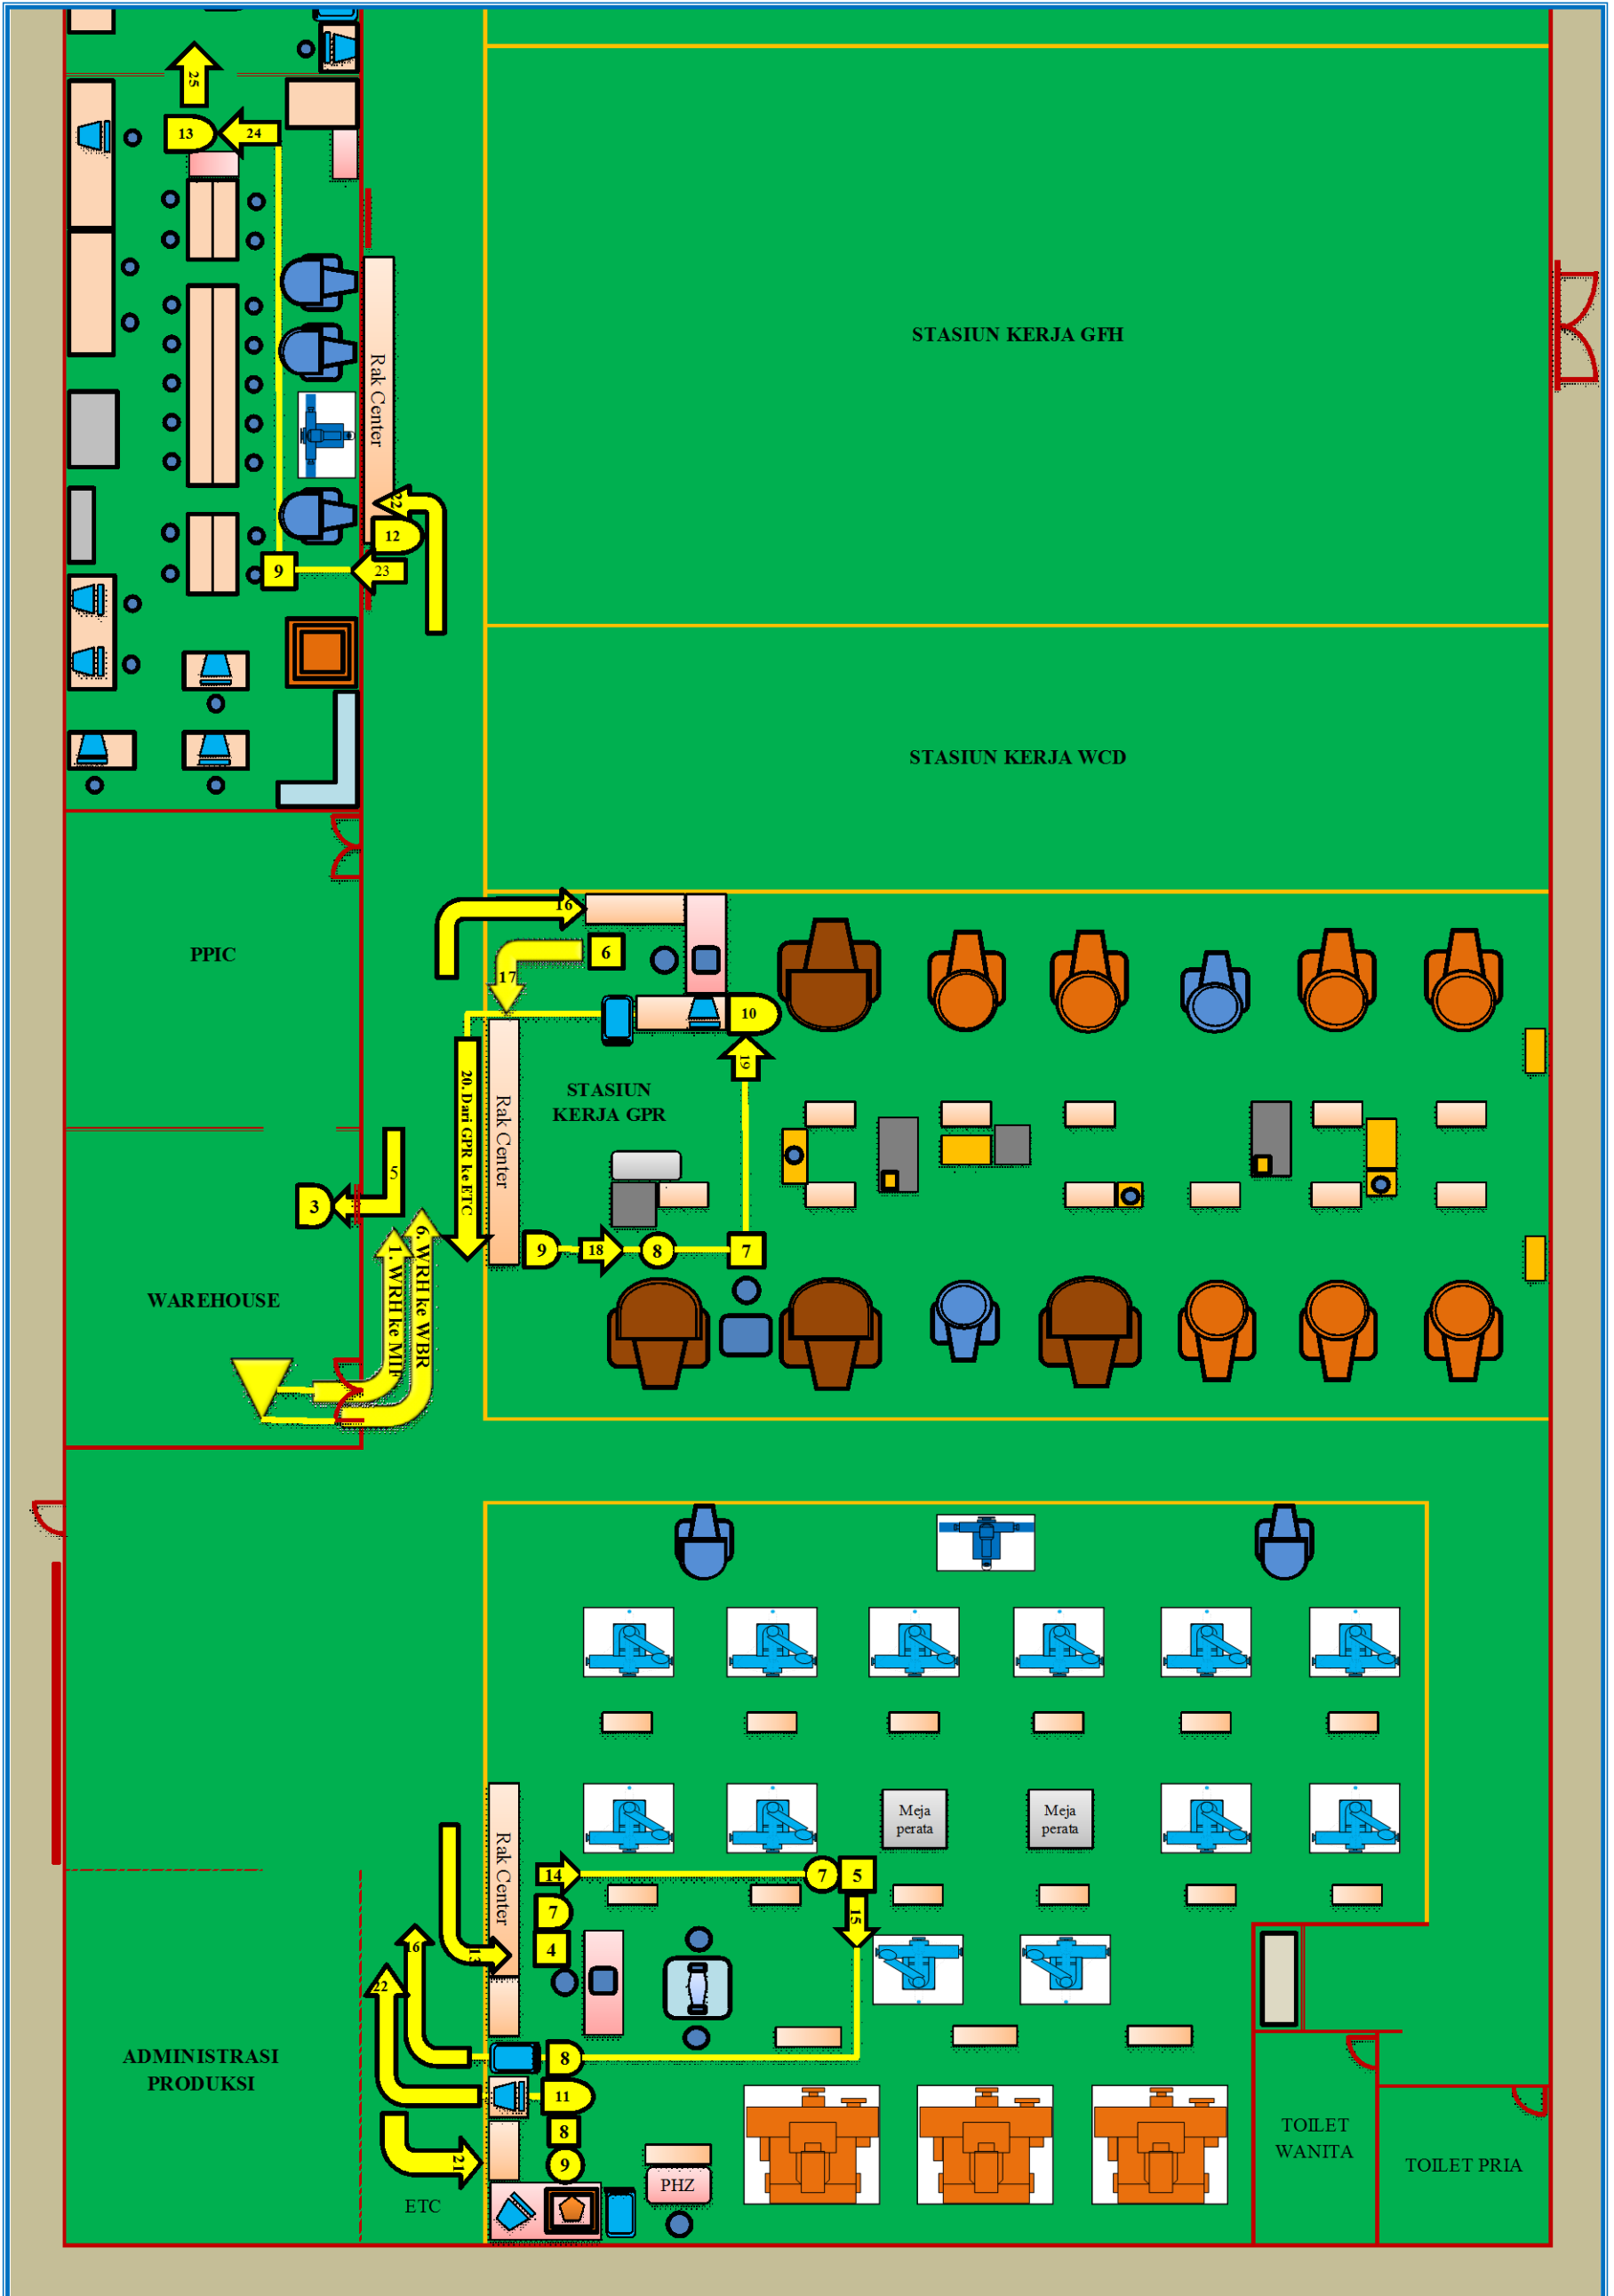 25
13
24
STASIUN KERJA GFH
Rak Center
22
12
9
23
STASIUN KERJA WCD
16
PPIC
6
17
10
19
20. Dari GPR ke ETC
Rak Center
STASIUN
KERJA GPR
5
3
9
18
8
7
6. WRH ke WBR
1. WRH ke MLF
WAREHOUSE
Meja
perata
Meja
perata
Rak Center
14
7
5
7
15
4
13
16
22
8
ADMINISTRASI
PRODUKSI
11
8
9
21
TOILET
WANITA
TOILET PRIA
PHZ
ETC